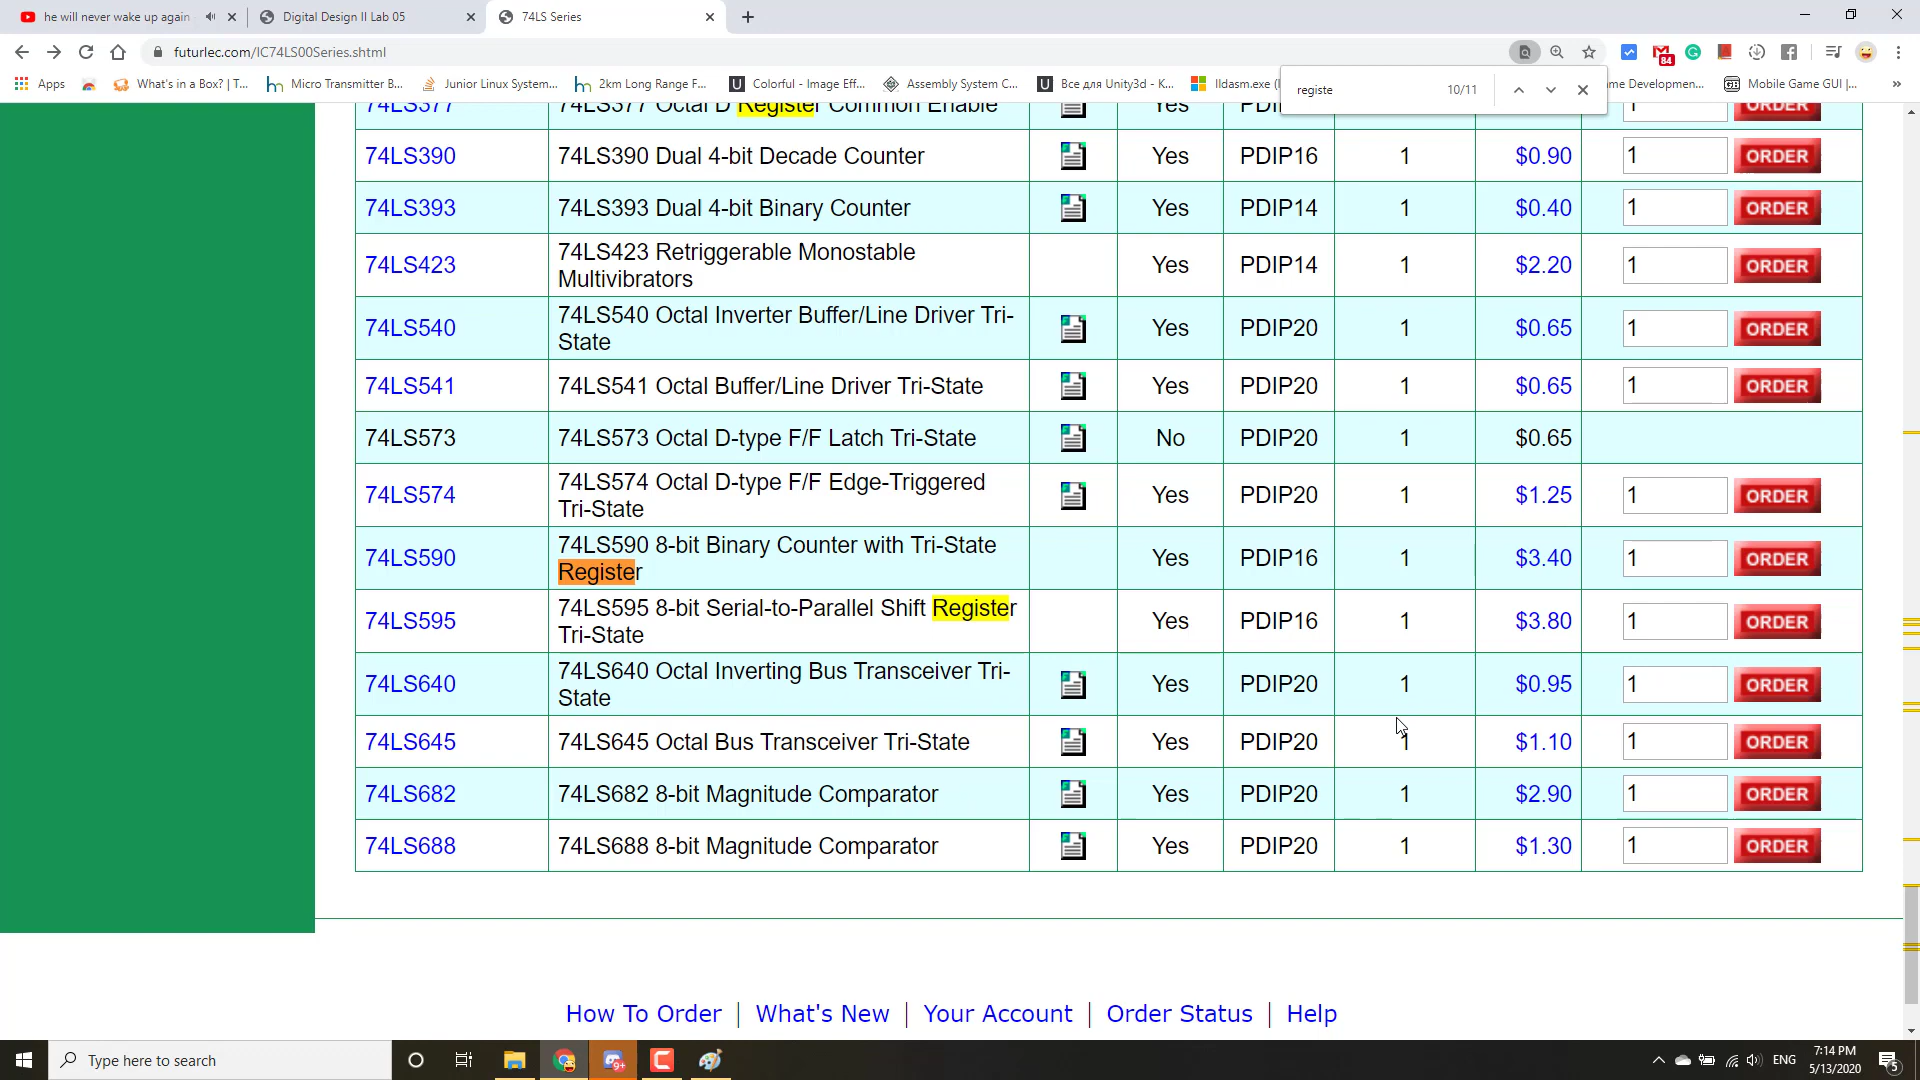 he will never wake up again
Digital Design II Lab 05
74LS Series
futurlec.com/IC74LS00Series.shtml
84
Apps
What's in a Box? | T...
Micro Transmitter B...
Junior Linux System...
2km Long Range F...
Colorful - Image Eff...
Assembly System C...
Все для Unity3d - K...
Ildasm.exe (I
me Developmen...
Mobile Game GUI |...
»
registe 10/11
74LS377 74LS377 Octal D Register Common Enable Yes 1 ORDER
74LS390 74LS390 Dual 4-bit Decade Counter Yes PDIP16 1 $0.90 1 ORDER
74LS393 74LS393 Dual 4-bit Binary Counter Yes PDIP14 1 $0.40 1 ORDER
74LS423 74LS423 Retriggerable Monostable
Multivibrators Yes PDIP14 1 $2.20 1 ORDER
74LS540 74LS540 Octal Inverter Buffer/Line Driver Tri-
State Yes PDIP20 1 $0.65 1 ORDER
74LS541 74LS541 Octal Buffer/Line Driver Tri-State Yes PDIP20 1 $0.65 1 ORDER
74LS573 74LS573 Octal D-type F/F Latch Tri-State No PDIP20 1 $0.65
74LS574 74LS574 Octal D-type F/F Edge-Triggered
Tri-State Yes PDIP20 1 $1.25 1 ORDER
74LS590 74LS590 8-bit Binary Counter with Tri-State
Register Yes PDIP16 1 $3.40 1 ORDER
74LS595 74LS595 8-bit Serial-to-Parallel Shift Register
Tri-State Yes PDIP16 1 $3.80 1 ORDER
74LS640 74LS640 Octal Inverting Bus Transceiver Tri-
State Yes PDIP20 1 $0.95 1 ORDER
74LS645 74LS645 Octal Bus Transceiver Tri-State Yes PDIP20 1 $1.10 1 ORDER
74LS682 74LS682 8-bit Magnitude Comparator Yes PDIP20 1 $2.90 1 ORDER
74LS688 74LS688 8-bit Magnitude Comparator Yes PDIP20 1 $1.30 1 ORDER
How To Order | What's New | Your Account | Order Status | Help
Type here to search
9+
ENG
7:14 PM
5/13/2020
5